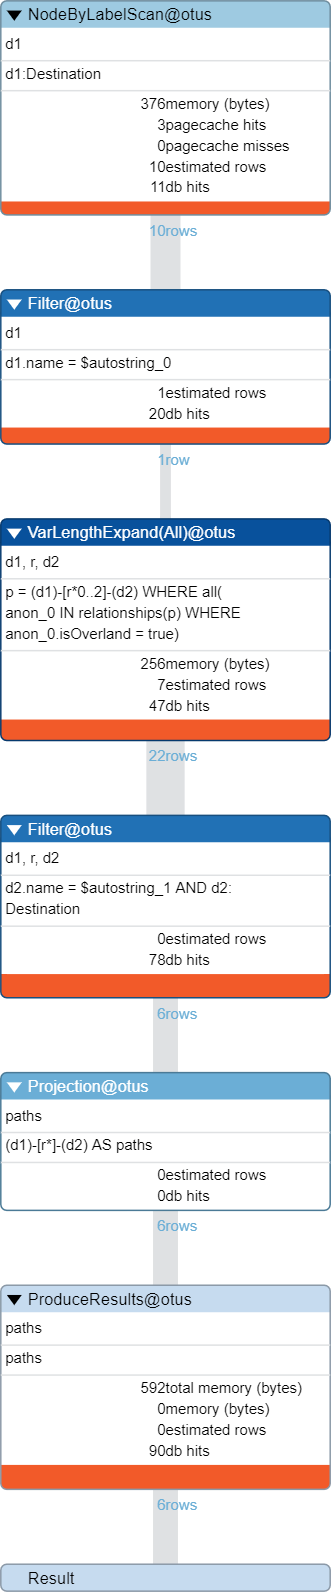 NodeByLabelScan@otus
d1
d1:Destination
376memory (bytes)
3pagecache hits
0pagecache misses
10estimated rows
11db hits
10rows
Filter@otus
d1
d1.name = $autostring_0
1estimated rows
20db hits
1row
VarLengthExpand(All)@otus
d1, r, d2
p = (d1)-[r*0..2]-(d2) WHERE all(
anon_0 IN relationships(p) WHERE
anon_0.isOverland = true)
256memory (bytes)
7estimated rows
47db hits
22rows
Filter@otus
d1, r, d2
d2.name = $autostring_1 AND d2:
Destination
0estimated rows
78db hits
6rows
Projection@otus
paths
(d1)-[r*]-(d2) AS paths
0estimated rows
0db hits
6rows
ProduceResults@otus
paths
paths
592total memory (bytes)
0memory (bytes)
0estimated rows
90db hits
6rows
Result